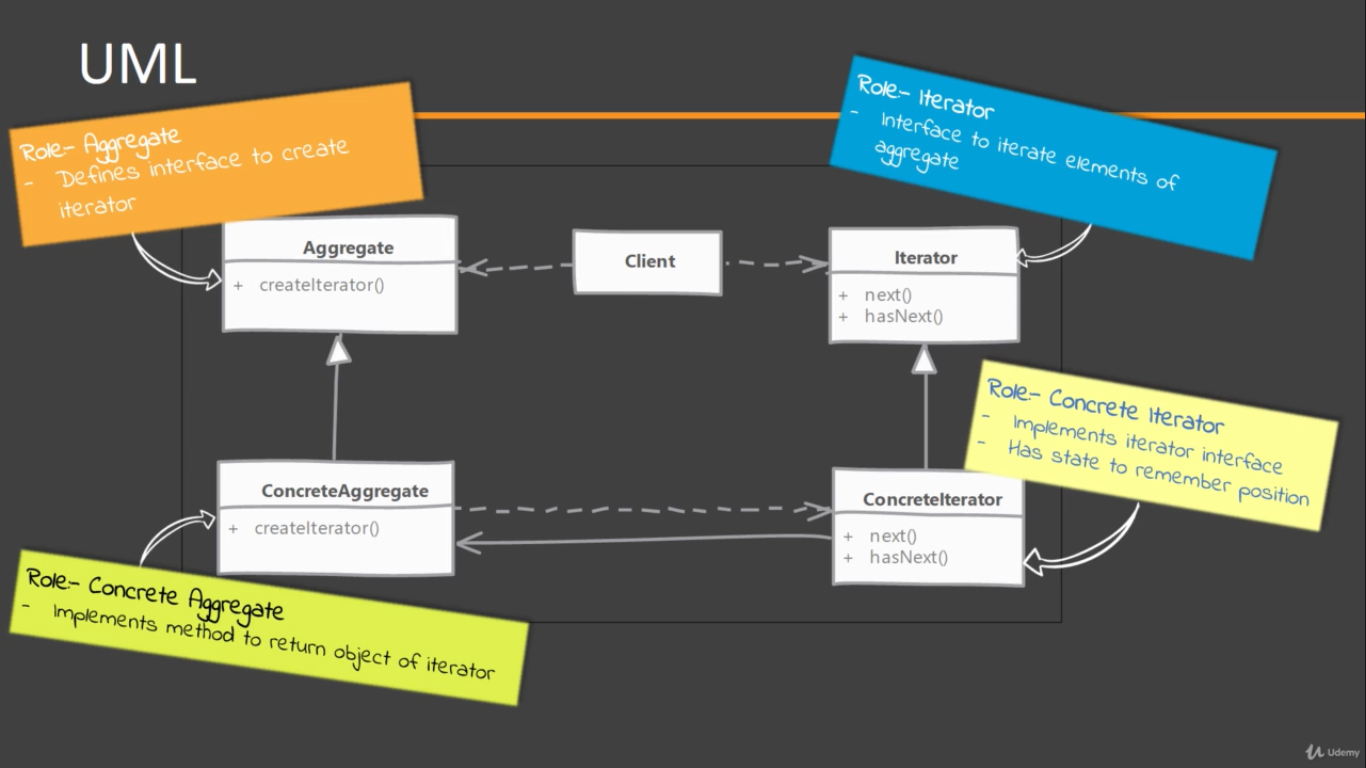 UML
Role:- Aggregate
- Defines interface to create
iterator
Role:- Iterator
- Interface to iterate elements of
aggregate
Aggregate
+ createIterator()
Client
Iterator
+ next()
+ hasNext()
Role:- Concrete Iterator
- Implements iterator interface
- Has state to remember position
ConcreteAggregate
+ createIterator()
ConcreteIterator
+ next()
+ hasNext()
Role:- Concrete Aggregate
- Implements method to return object of iterator
Udemy